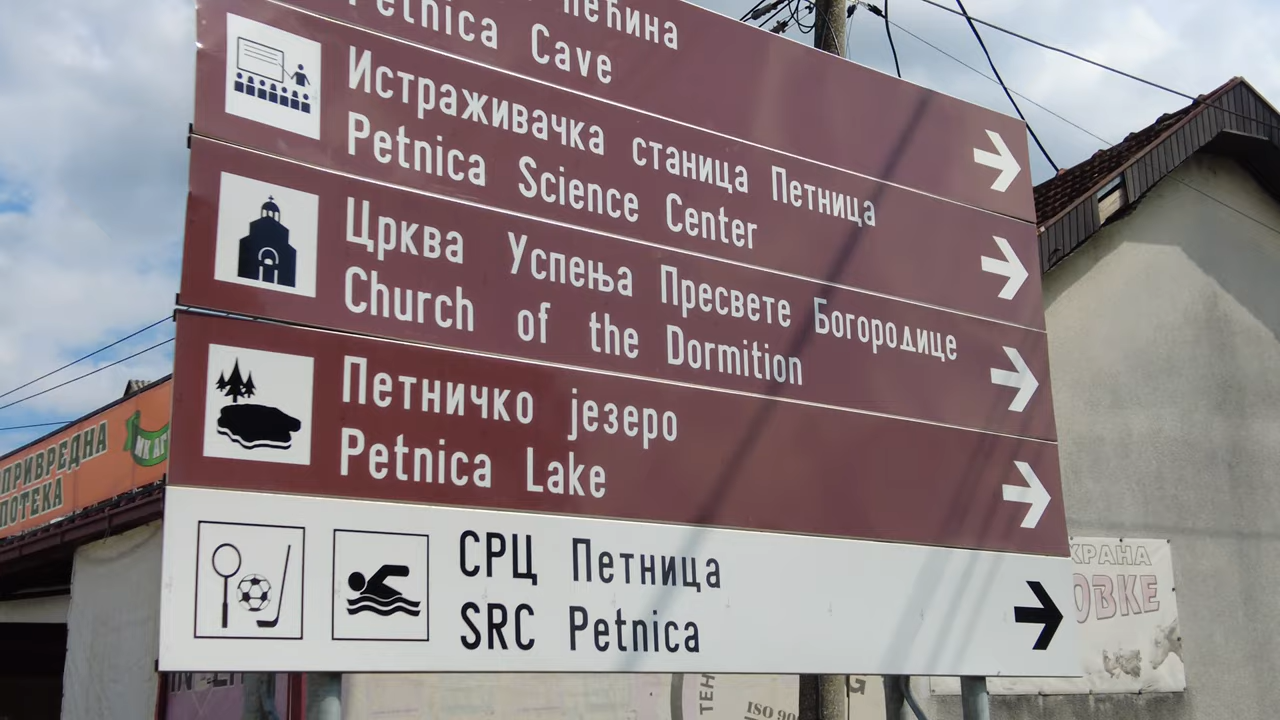 пећина
Petnica Cave
Истраживачка станица Петница
Petnica Science Center
Црква Успења Пресвете Богородице
Church of the Dormition
Петничко језеро
Petnica Lake
СРЦ Петница
SRC Petnica
ПРИВРЕДНА
ПОТЕКА
ХРАНА
ОВКЕ
ISO 90